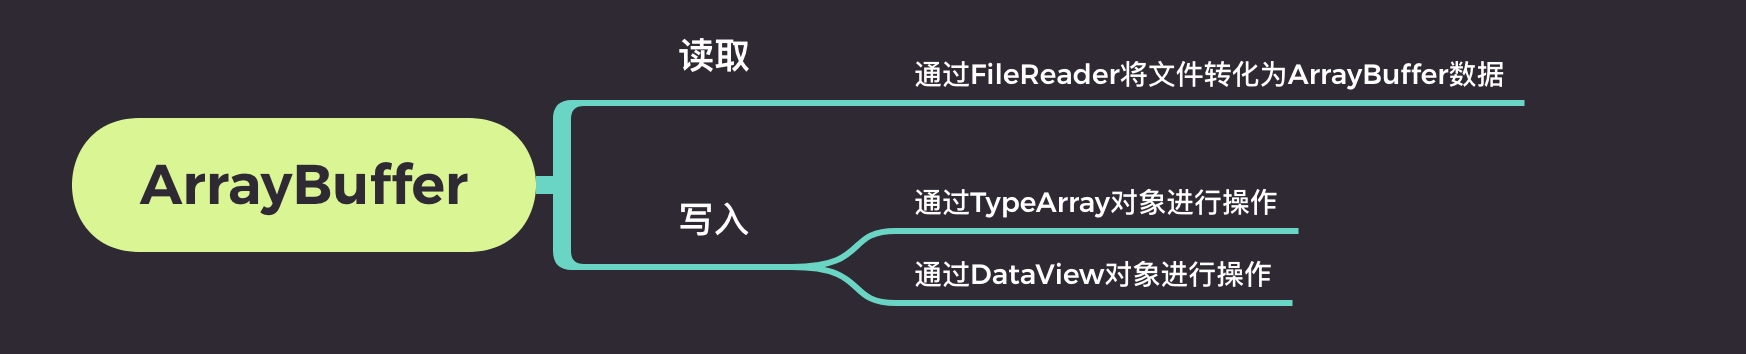 ArrayBuffer
读取
通过FileReader将文件转化为ArrayBuffer数据
写入
通过TypeArray对象进行操作
通过DataView对象进行操作